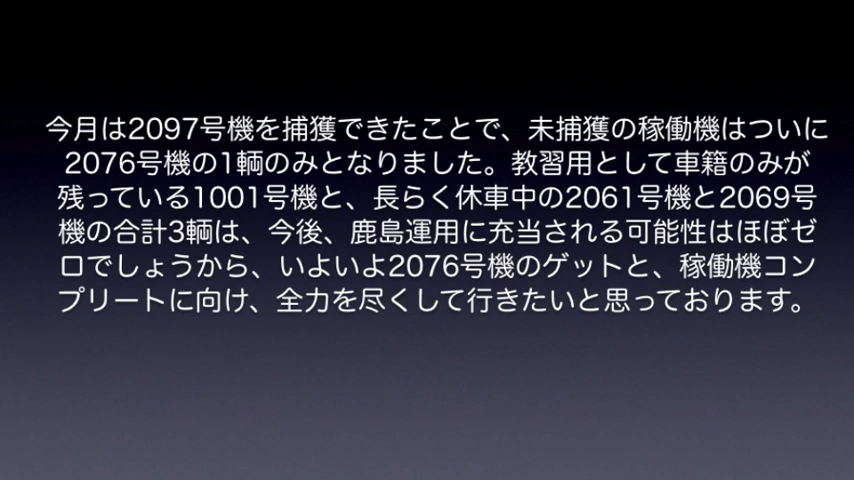 今月は2097号機を捕獲できたことで、未捕獲の稼働機はついに
2076号機の1輌のみとなりました。教習用として車籍のみが
残っている1001号機と、長らく休車中の2061号機と2069号
機の合計3輌は、今後、鹿島運用に充当される可能性はほぼゼ
ロでしょうから、いよいよ2076号機のゲットと、稼働機コン
プリートに向け、全力を尽くして行きたいと思っております。